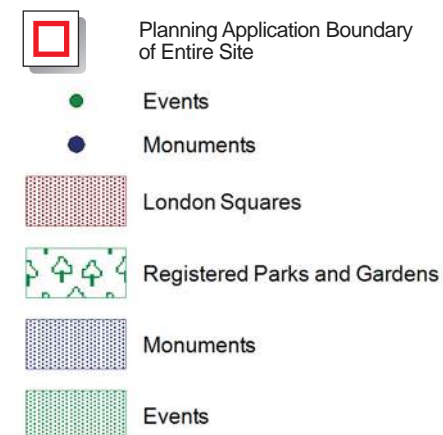 Planning Application Boundary
of Entire Site
Events
Monuments
London Squares
Registered Parks and Gardens
Monuments
Events